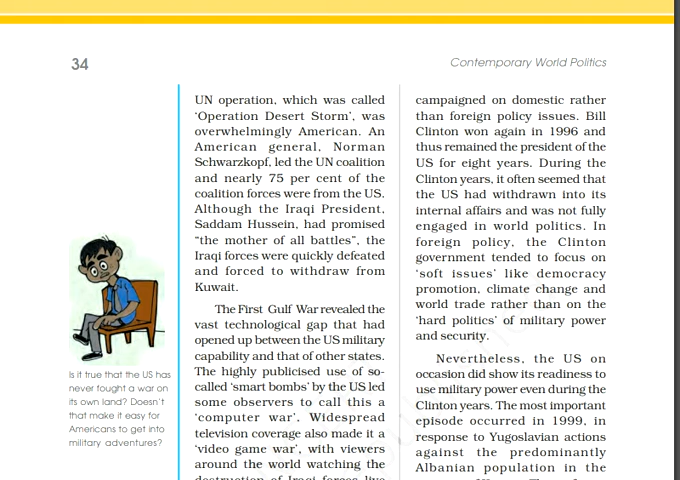 34
Contemporary World Politics
UN operation, which was called
‘Operation Desert Storm’, was
overwhelmingly American. An
American general, Norman
Schwarzkopf, led the UN coalition
and nearly 75 per cent of the
coalition forces were from the US.
Although the Iraqi President,
Saddam Hussein, had promised
“the mother of all battles”, the
Iraqi forces were quickly defeated
and forced to withdraw from
Kuwait.
The First Gulf War revealed the
vast technological gap that had
opened up between the US military
capability and that of other states.
The highly publicised use of so-
called ‘smart bombs’ by the US led
some observers to call this a
‘computer war’. Widespread
television coverage also made it a
‘video game war’, with viewers
around the world watching the
destruction of Iraqi forces live
Is it true that the US has
never fought a war on
its own land? Doesn’t
that make it easy for
Americans to get into
military adventures?
campaigned on domestic rather
than foreign policy issues. Bill
Clinton won again in 1996 and
thus remained the president of the
US for eight years. During the
Clinton years, it often seemed that
the US had withdrawn into its
internal affairs and was not fully
engaged in world politics. In
foreign policy, the Clinton
government tended to focus on
‘soft issues’ like democracy
promotion, climate change and
world trade rather than on the
‘hard politics’ of military power
and security.
Nevertheless, the US on
occasion did show its readiness to
use military power even during the
Clinton years. The most important
episode occurred in 1999, in
response to Yugoslavian actions
against the predominantly
Albanian population in the